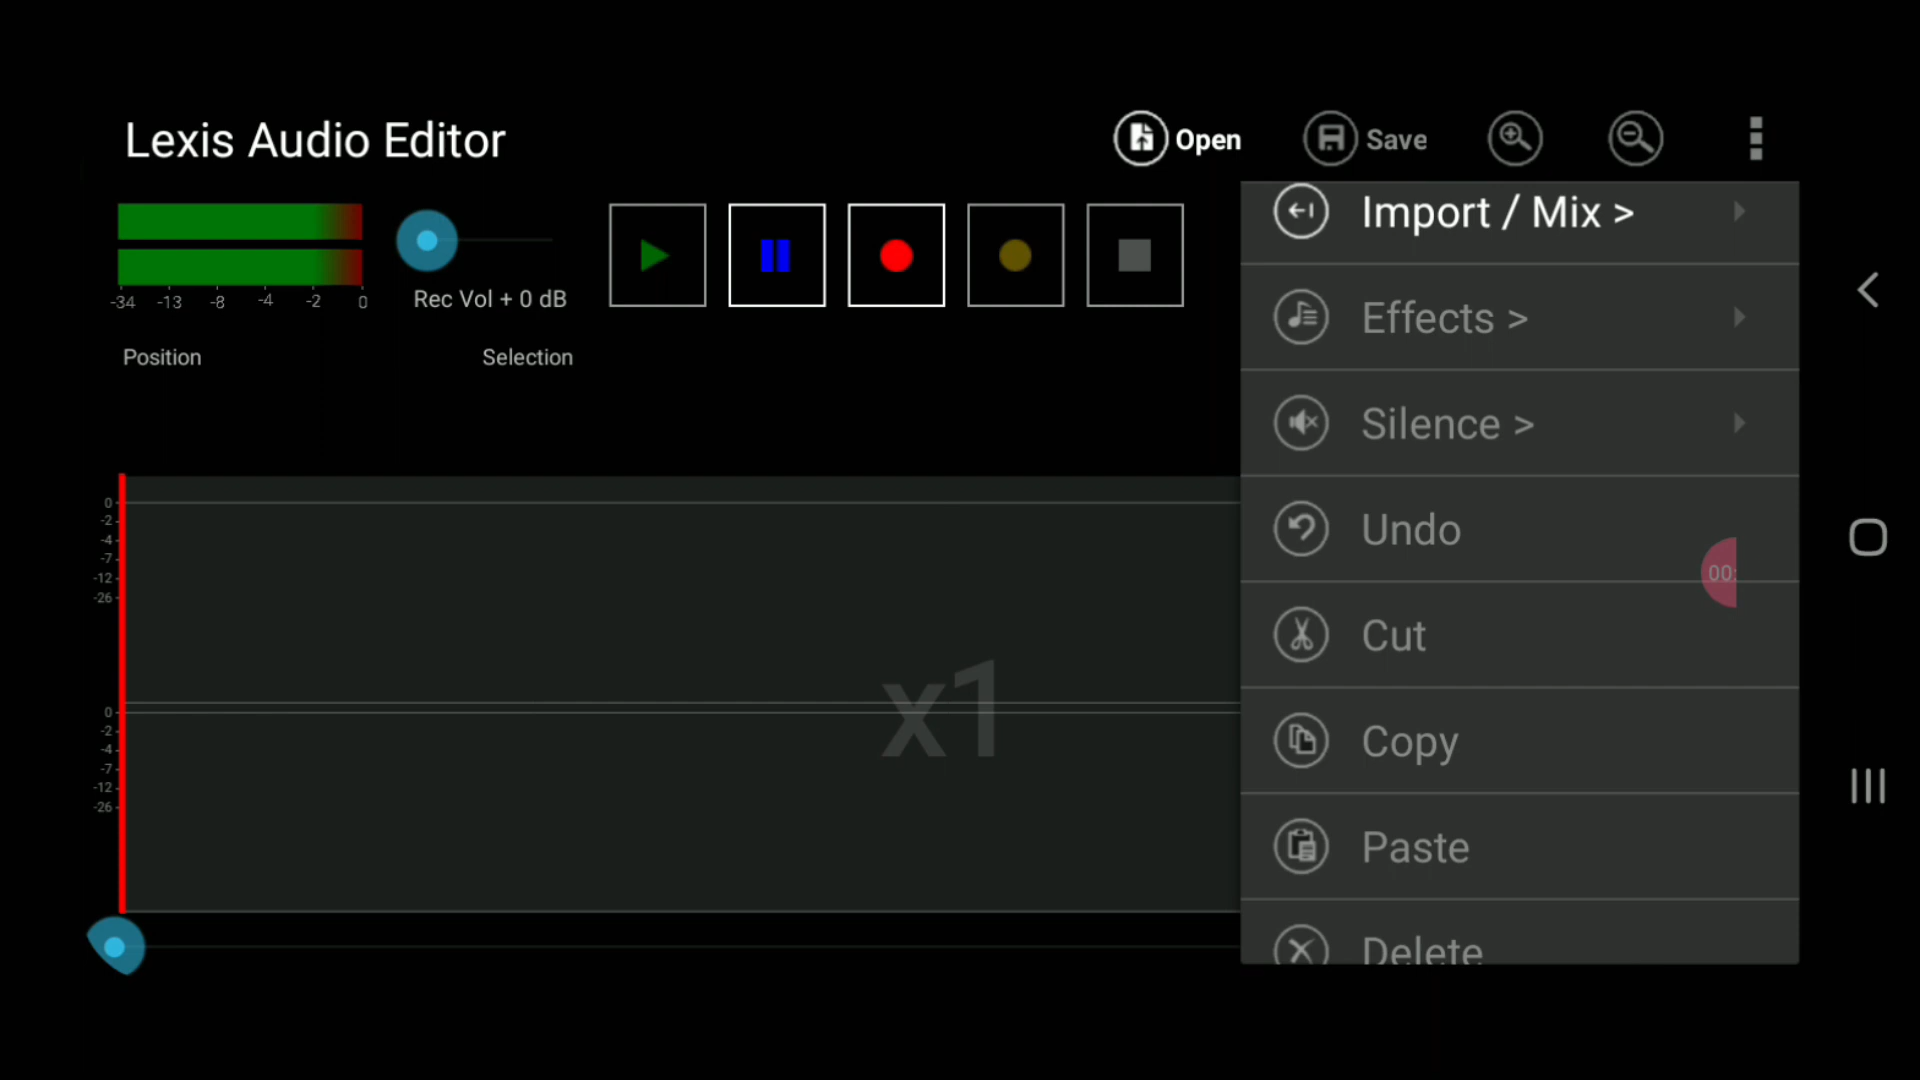 Lexis Audio Editor
Open
Save
-34 -13 -8 -4 -2 0
Rec Vol + 0 dB
Position
Selection
0
-2
-4
-7
-12
-26
0
-2
-4
-7
-12
-26
x1
Import / Mix >
Effects >
Silence >
Undo
00:
Cut
Copy
Paste
Delete